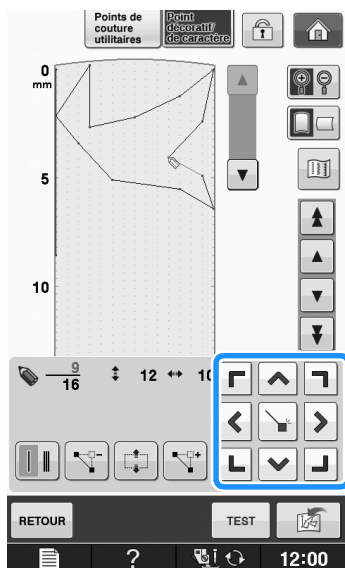 Points de
couture
utilitaires
Point
décoratif/
de caractère
0
mm
5
10
9
16
12
10
RETOUR
TEST
?
12:00